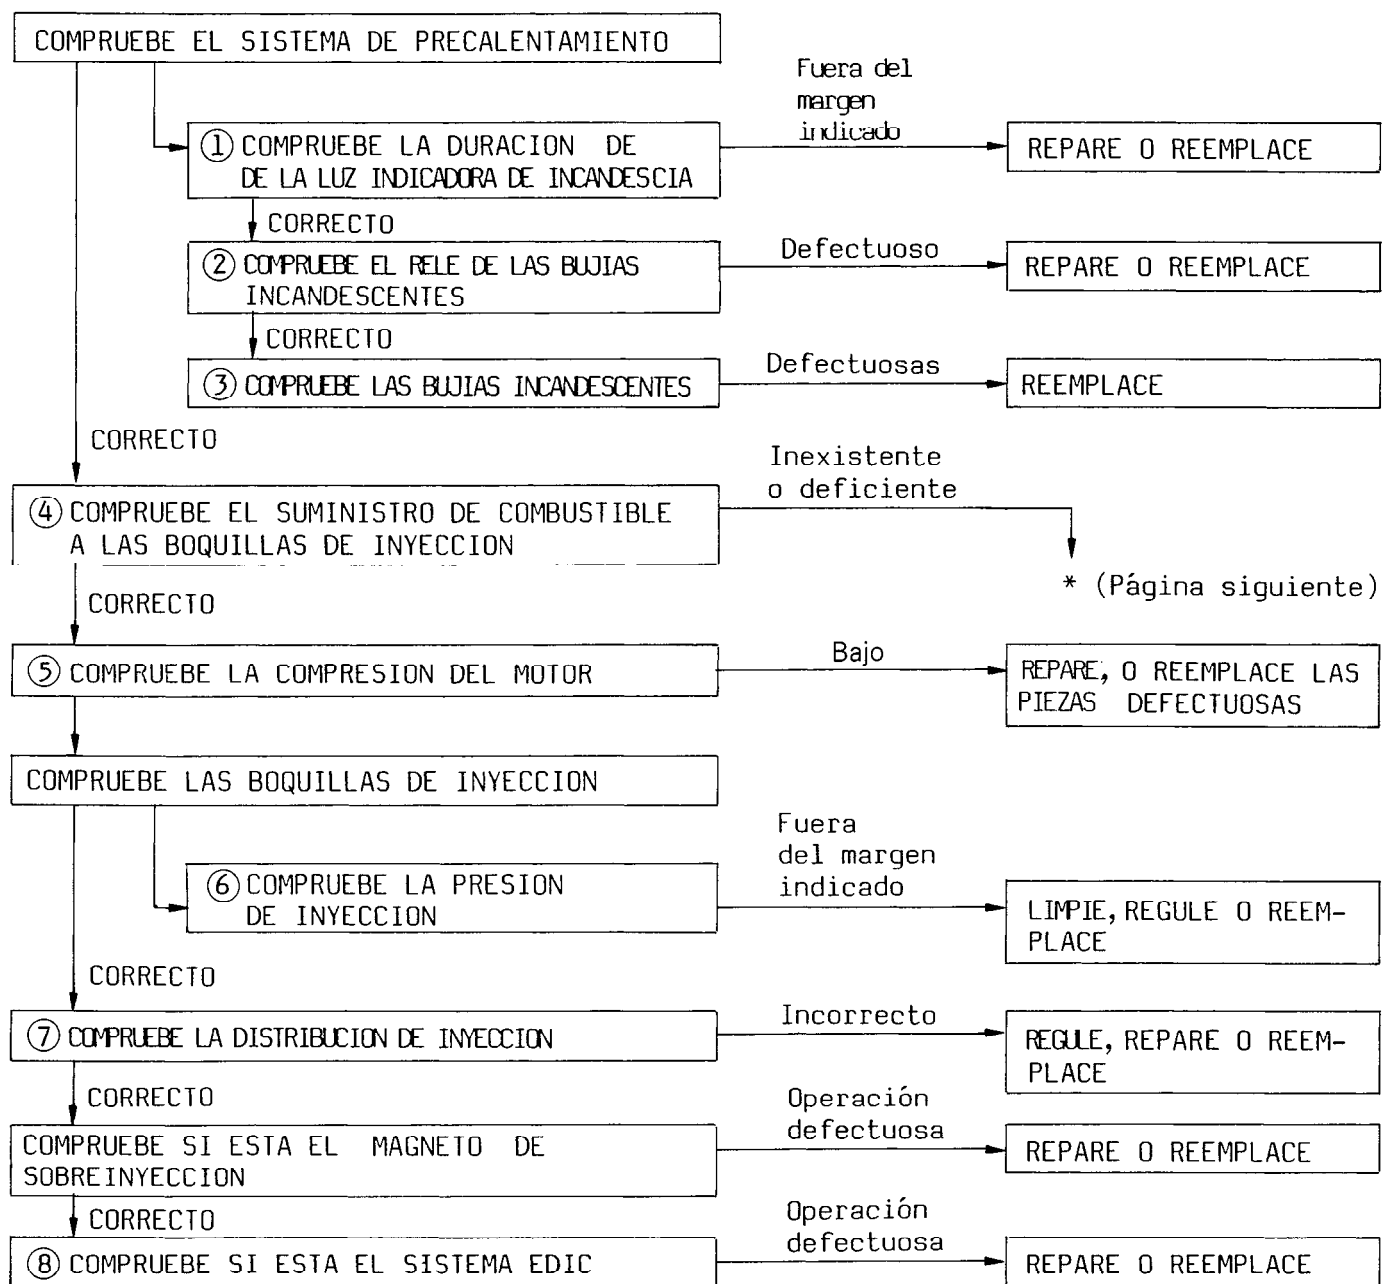 COMPRUEBE EL SISTEMA DE PRECALENTAMIENTO
Fuera del
margen
indicado
① COMPRUEBE LA DURACION DE
DE LA LUZ INDICADORA DE INCANDESCIA
REPARE O REEMPLACE
CORRECTO
② COMPRUEBE EL RELE DE LAS BUJIAS
INCANDESCENTES
Defectuoso
REPARE O REEMPLACE
CORRECTO
③ COMPRUEBE LAS BUJIAS INCANDESCENTES
Defectuosas
REEMPLACE
CORRECTO
Inexistente
o deficiente
④ COMPRUEBE EL SUMINISTRO DE COMBUSTIBLE
A LAS BOQUILLAS DE INYECCION
* (Página siguiente)
CORRECTO
⑤ COMPRUEBE LA COMPRESION DEL MOTOR
Bajo
REPARE, O REEMPLACE LAS
PIEZAS DEFECTUOSAS
COMPRUEBE LAS BOQUILLAS DE INYECCION
Fuera
del margen
indicado
⑥ COMPRUEBE LA PRESION
DE INYECCION
LIMPIE, REGULE O REEM-
PLACE
CORRECTO
⑦ COMPRUEBE LA DISTRIBUCION DE INYECCION
Incorrecto
REGULE, REPARE O REEM-
PLACE
CORRECTO
Operación
defectuosa
COMPRUEBE SI ESTA EL MAGNETO DE
SOBREINYECCION
REPARE O REEMPLACE
CORRECTO
Operación
defectuosa
⑧ COMPRUEBE SI ESTA EL SISTEMA EDIC
REPARE O REEMPLACE